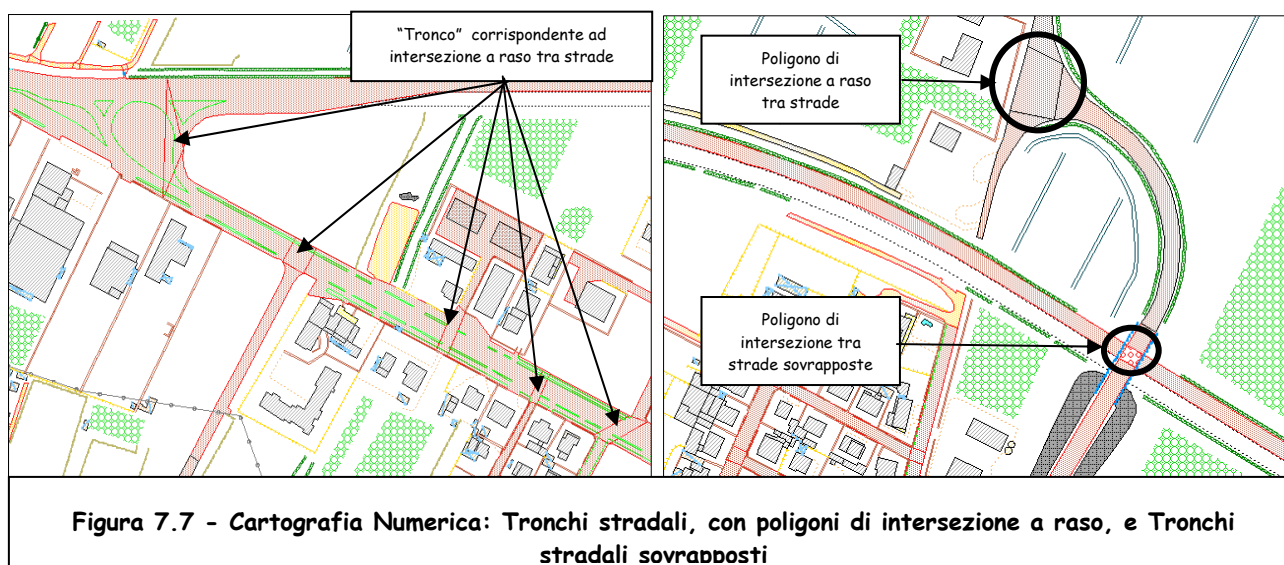 “Tronco” corrispondente ad
intersezione a raso tra strade
Poligono di
intersezione a raso
tra strade
Poligono di
intersezione tra
strade sovrapposte
Figura 7.7 - Cartografia Numerica: Tronchi stradali, con poligoni di intersezione a raso, e Tronchi
stradali sovrapposti